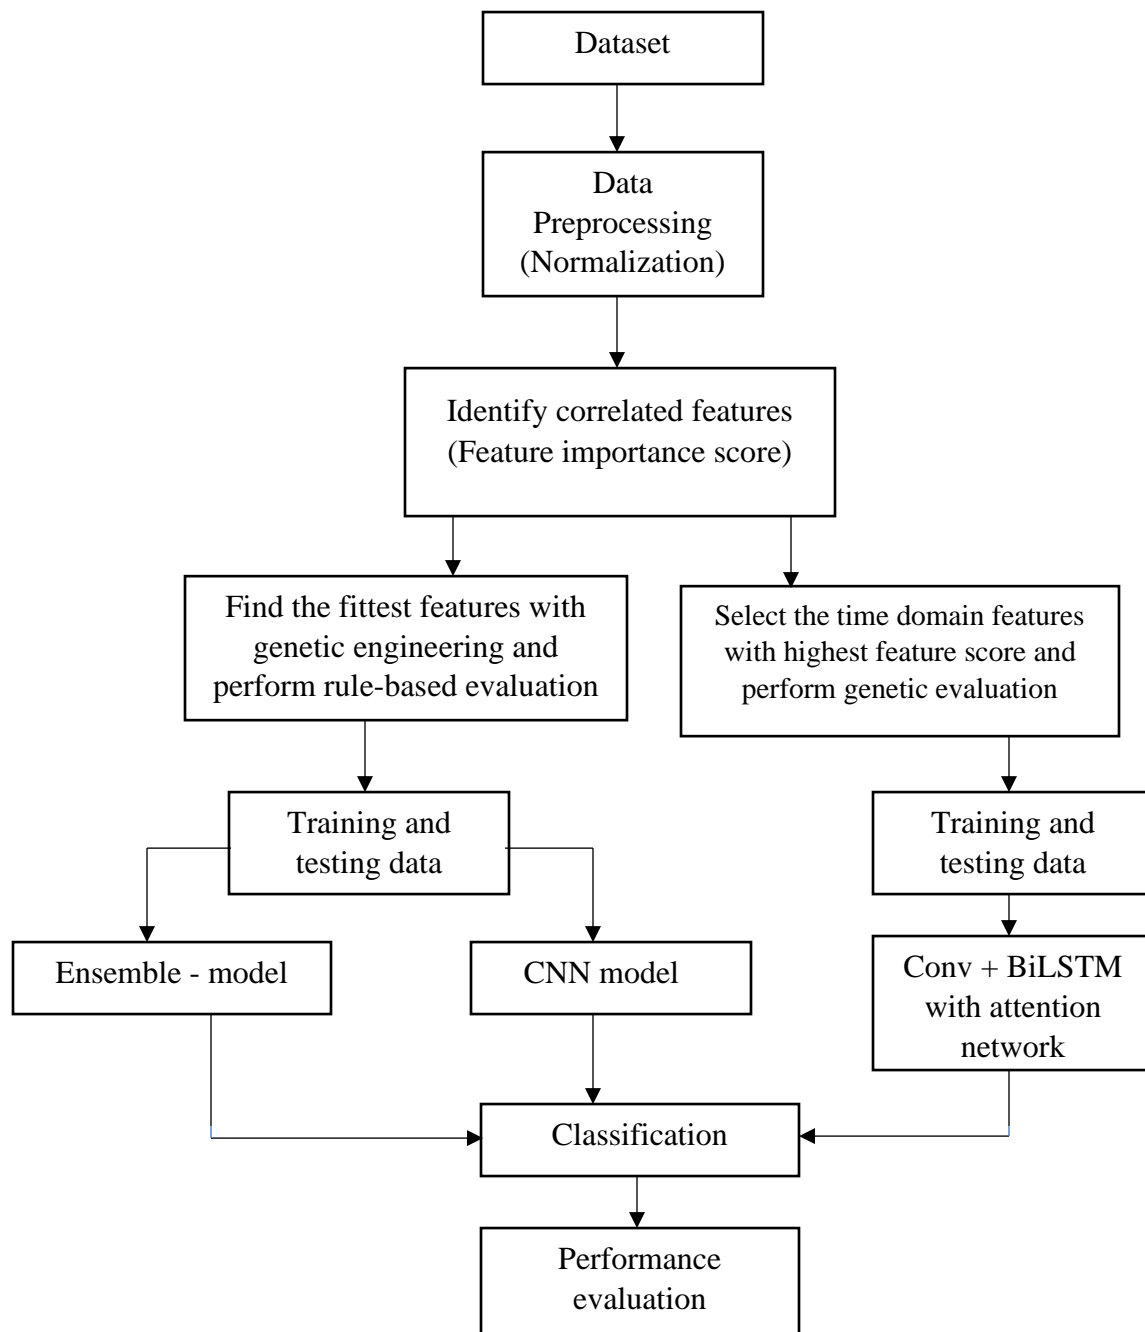 Dataset
Data
Preprocessing
(Normalization)
Identify correlated features
(Feature importance score)
Find the fittest features with
genetic engineering and
perform rule-based evaluation
Select the time domain features
with highest feature score and
perform genetic evaluation
Training and
testing data
Training and
testing data
Ensemble - model
CNN model
Conv + BiLSTM
with attention
network
Classification
Performance
evaluation